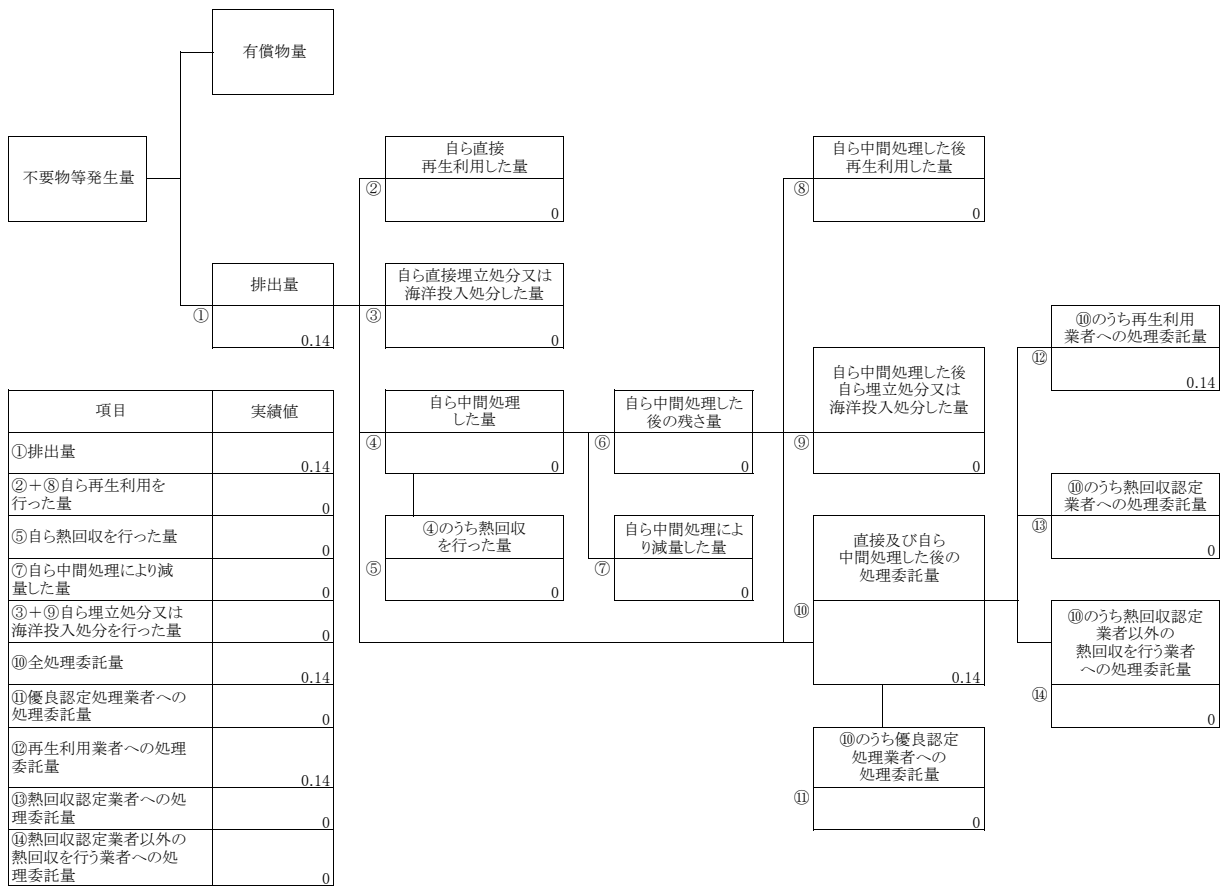 有償物量
不要物等発生量
排出量
①
0.14
自ら直接
再生利用した量
②
0
自ら直接埋立処分又は
海洋投入処分した量
③
0
自ら中間処理
した量
④
0
④のうち熱回収
を行った量
⑤
0
自ら中間処理した
後の残さ量
⑥
0
自ら中間処理によ
り減量した量
⑦
0
自ら中間処理した後
再生利用した量
⑧
0
自ら中間処理した後
自ら埋立処分又は
海洋投入処分した量
⑨
0
直接及び自ら
中間処理した後の
処理委託量
⑩
0.14
⑩のうち優良認定
処理業者への
処理委託量
⑪
0
⑩のうち再生利用
業者への処理委託量
⑫
0.14
⑩のうち熱回収認定
業者への処理委託量
⑬
0
⑩のうち熱回収認定
業者以外の
熱回収を行う業者
への処理委託量
⑭
0
項目 実績値
①排出量
0.14
②＋⑧自ら再生利用を
行った量
0
⑤自ら熱回収を行った量
0
⑦自ら中間処理により減
量した量
0
③＋⑨自ら埋立処分又は
海洋投入処分を行った量
0
⑩全処理委託量
0.14
⑪優良認定処理業者への
処理委託量
0
⑫再生利用業者への処理
委託量
0.14
⑬熱回収認定業者への処
理委託量
0
⑭熱回収認定業者以外の
熱回収を行う業者への処
理委託量
0